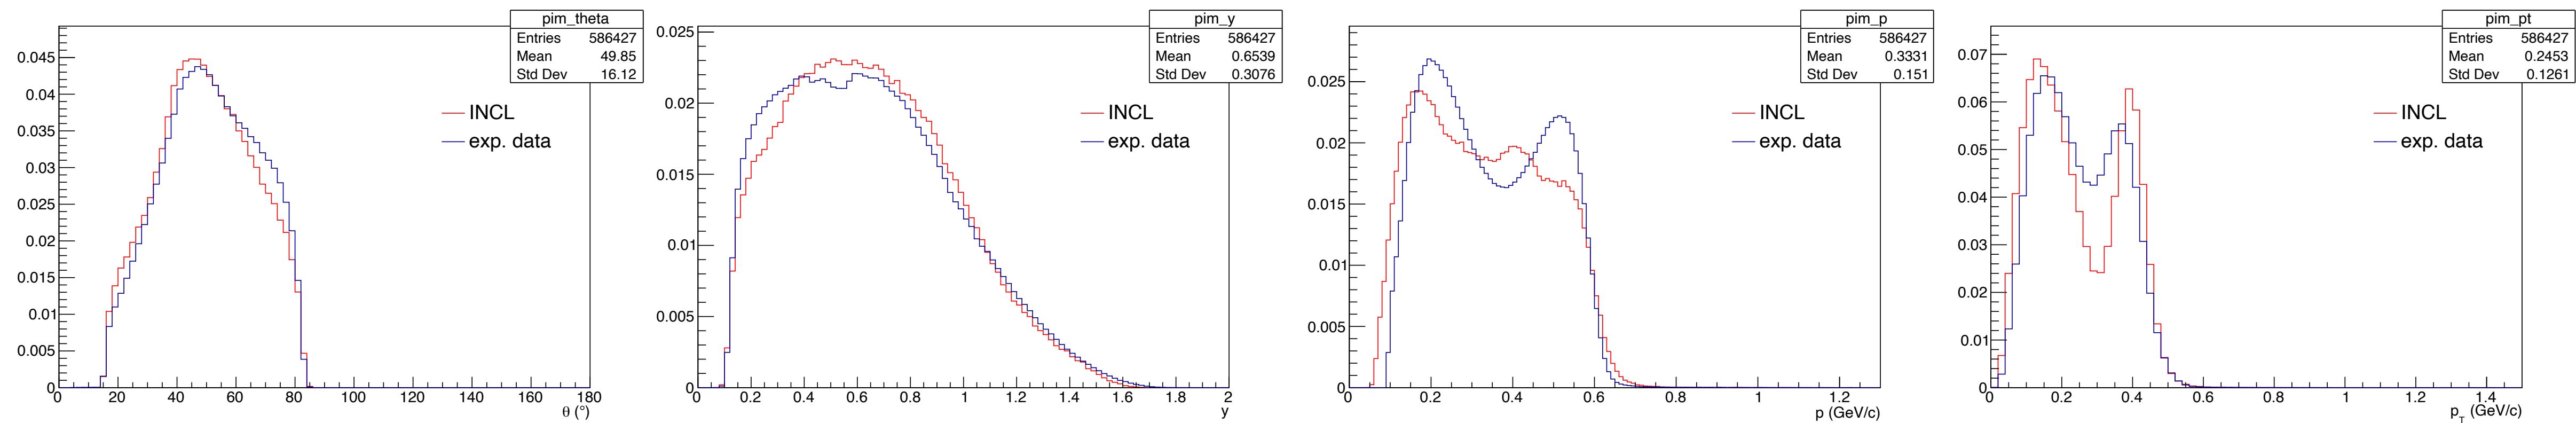 pim_theta
Entries 586427
Mean 49.85
Std Dev 16.12
INCL
exp. data
0.045
0.04
0.035
0.03
0.025
0.02
0.015
0.01
0.005
0
0 20 40 60 80 100 120 140 160 180
θ (°)
pim_y
Entries 586427
Mean 0.6539
Std Dev 0.3076
INCL
exp. data
0.025
0.02
0.015
0.01
0.005
0
0 0.2 0.4 0.6 0.8 1 1.2 1.4 1.6 1.8 2
y
pim_p
Entries 586427
Mean 0.3331
Std Dev 0.151
INCL
exp. data
0.025
0.02
0.015
0.01
0.005
0
0 0.2 0.4 0.6 0.8 1 1.2
p (GeV/c)
pim_pt
Entries 586427
Mean 0.2453
Std Dev 0.1261
INCL
exp. data
0.07
0.06
0.05
0.04
0.03
0.02
0.01
0
0 0.2 0.4 0.6 0.8 1 1.2 1.4
p_T (GeV/c)